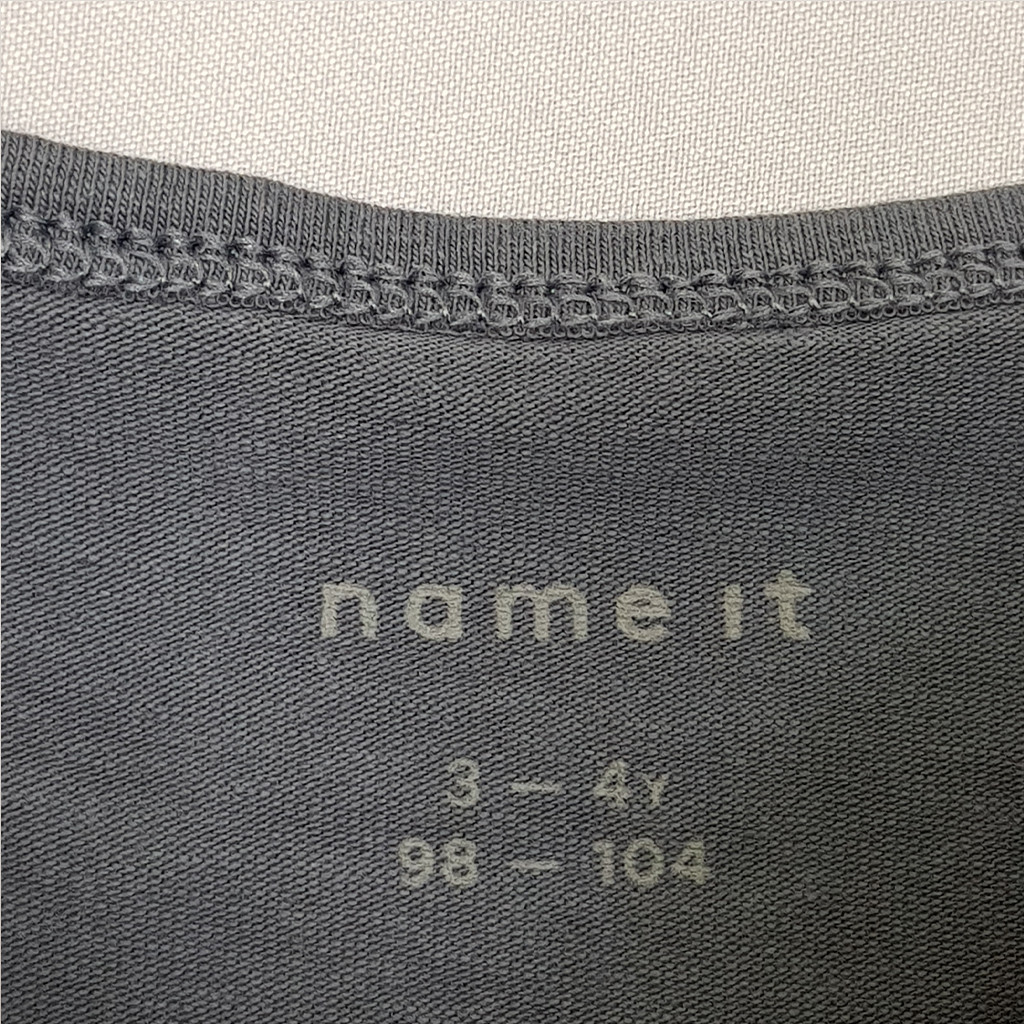 name it
3 — 4Y
98 — 104